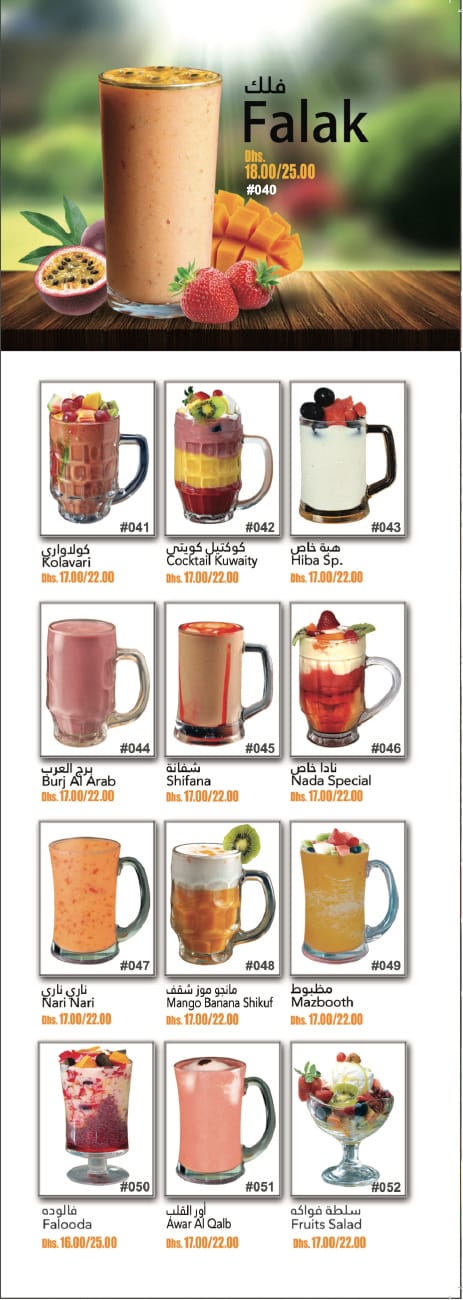 فلك
Falak
Dhs.
18.00/25.00
#040
#041
كولاواري
Kolavari
Dhs. 17.00/22.00
#042
كوكتيل كويتي
Cocktail Kuwaity
Dhs. 17.00/22.00
#043
هبة خاص
Hiba Sp.
Dhs. 17.00/22.00
#044
برج العرب
Burj Al Arab
Dhs. 17.00/22.00
#045
شفانة
Shifana
Dhs. 17.00/22.00
#046
نادا خاص
Nada Special
Dhs. 17.00/22.00
#047
ناري ناري
Nari Nari
Dhs. 17.00/22.00
#048
مانجو موز شقف
Mango Banana Shikuf
Dhs. 17.00/22.00
#049
مظبوط
Mazbooth
Dhs. 17.00/22.00
#050
فالوده
Falooda
Dhs. 16.00/25.00
#051
أور القلب
Awar Al Qalb
Dhs. 17.00/22.00
#052
سلطة فواكه
Fruits Salad
Dhs. 17.00/22.00